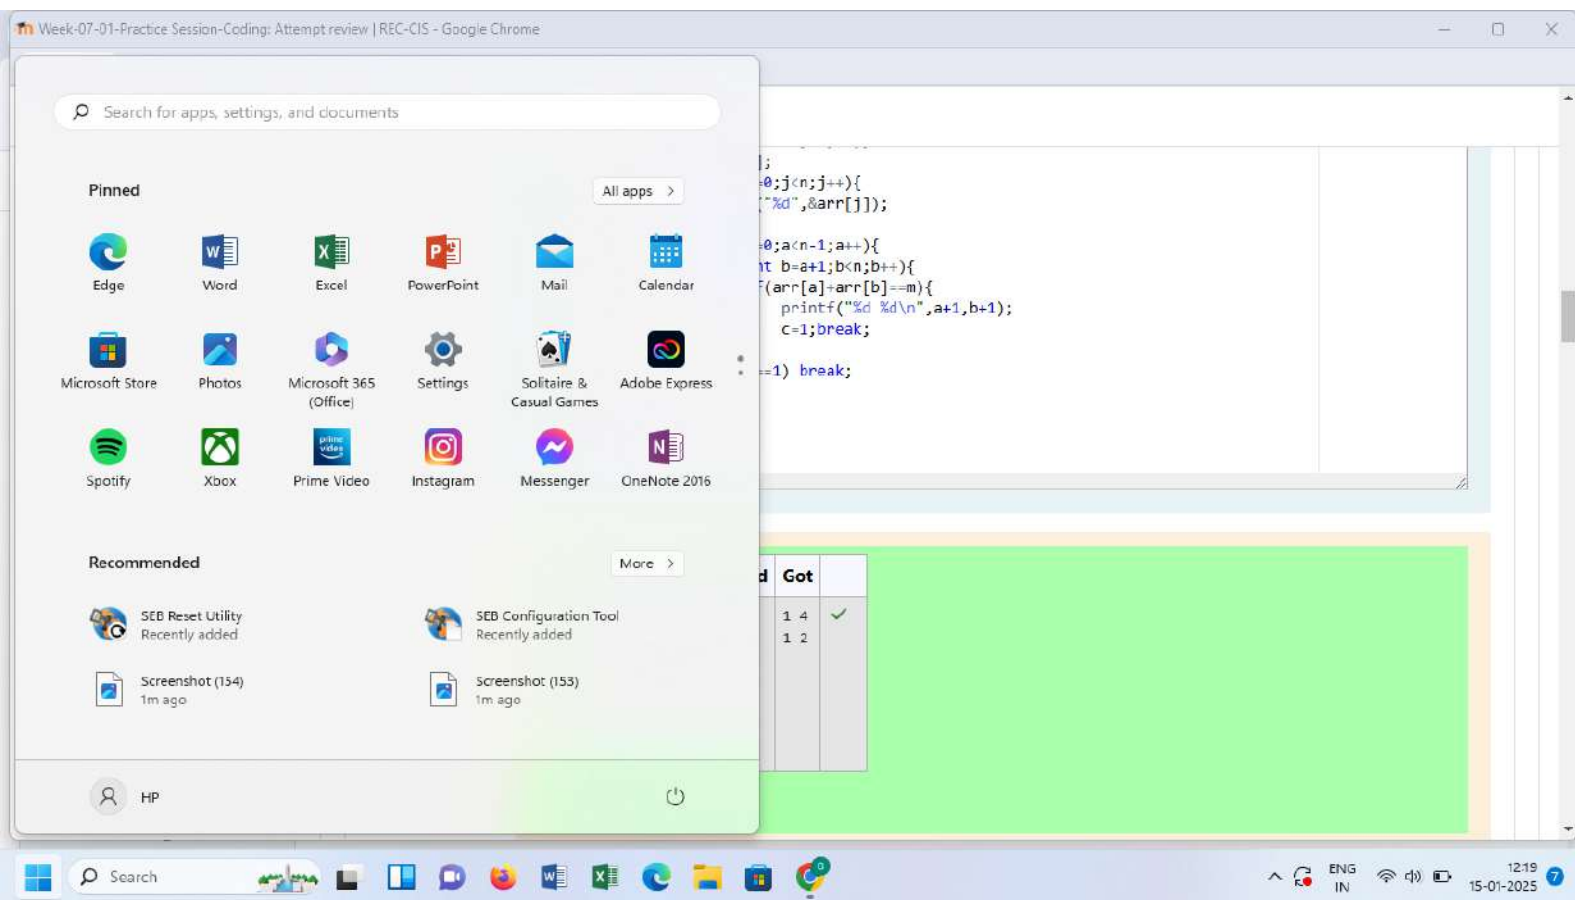 Week-07-01-Practice Session-Coding: Attempt review | REC-CIS - Google Chrome
Search for apps, settings, and documents
Pinned
All apps >
Edge
Word
Excel
PowerPoint
Mail
Calendar
Microsoft Store
Photos
Microsoft 365
(Office)
Settings
Solitaire &
Casual Games
Adobe Express
prime
video
Spotify
Xbox
Prime Video
Instagram
Messenger
OneNote 2016
Recommended
More >
SEB Reset Utility
Recently added
SEB Configuration Tool
Recently added
Screenshot (154)
1m ago
Screenshot (153)
1m ago
HP
];
=0;j<n;j++){
("%d",&arr[j]);
=0;a<n-1;a++){
nt b=a+1;b<n;b++){
f(arr[a]+arr[b]==m){
printf("%d %d\n",a+1,b+1);
c=1;break;
==1) break;
d Got
1 4
1 2
Search
ENG
IN
12:19
15-01-2025
7